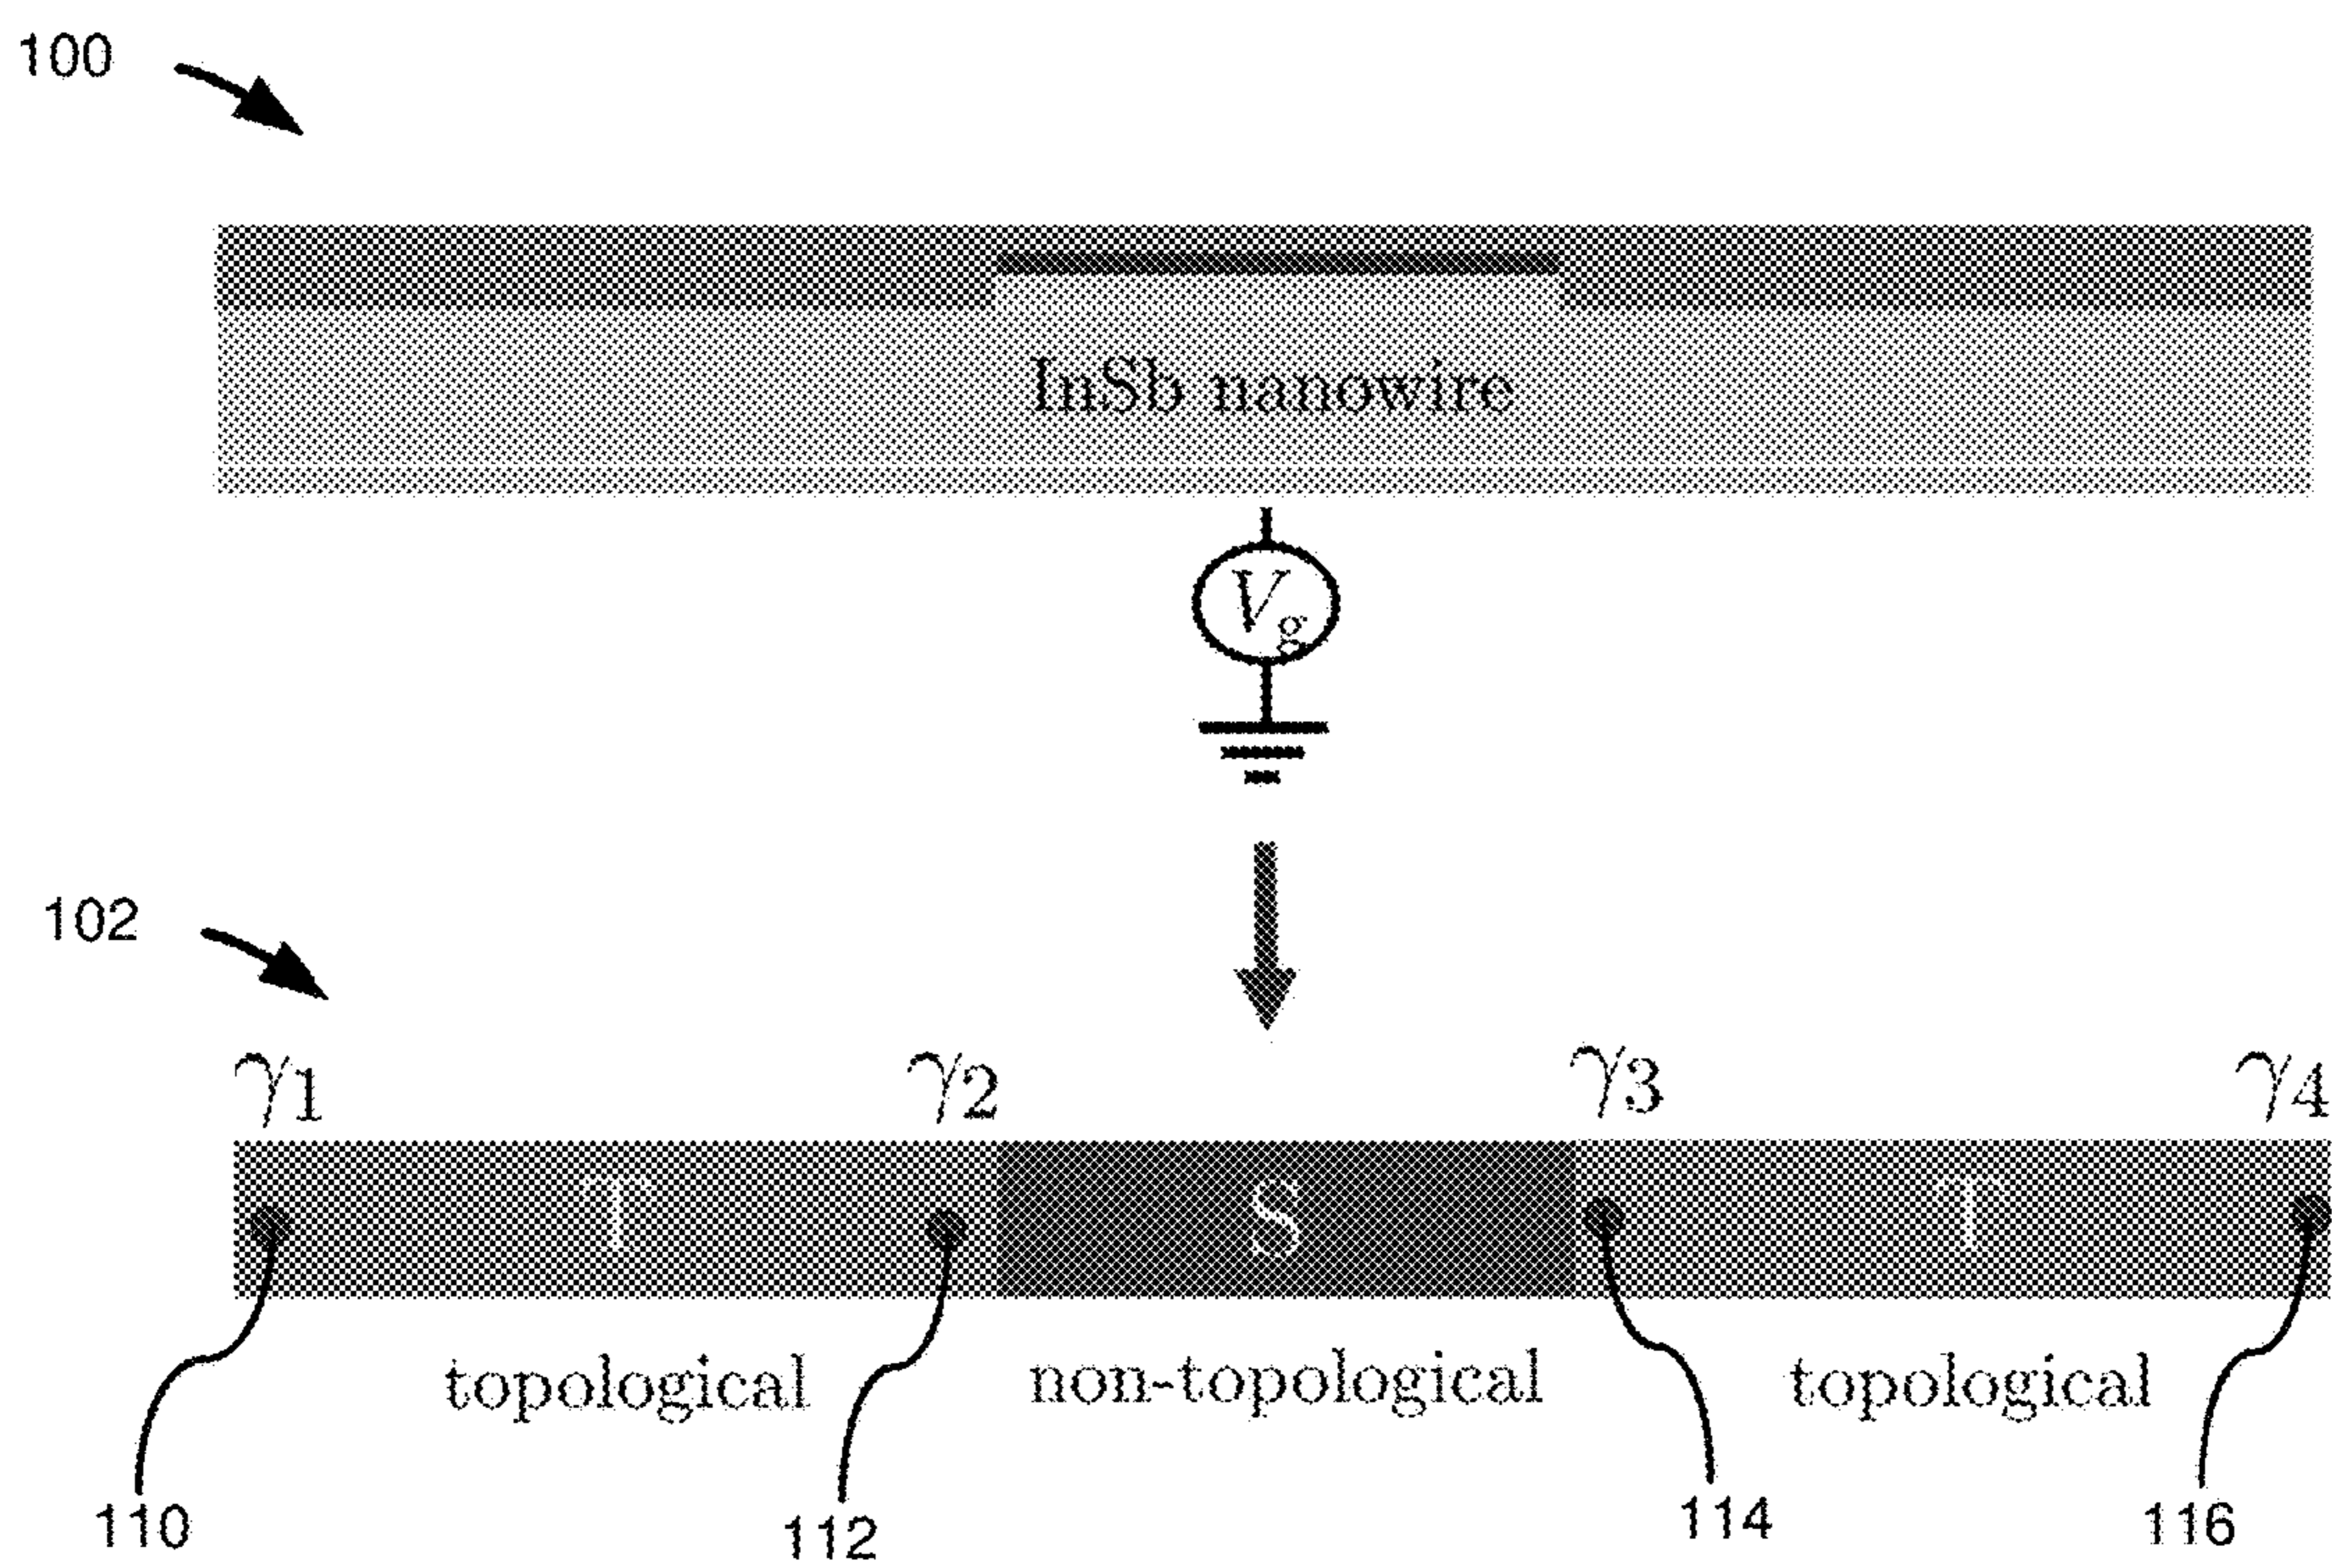 100
InSb nanowire
Vg
102
γ1 γ2 γ3 γ4
T S T
topological non-topological topological
110 112 114 116